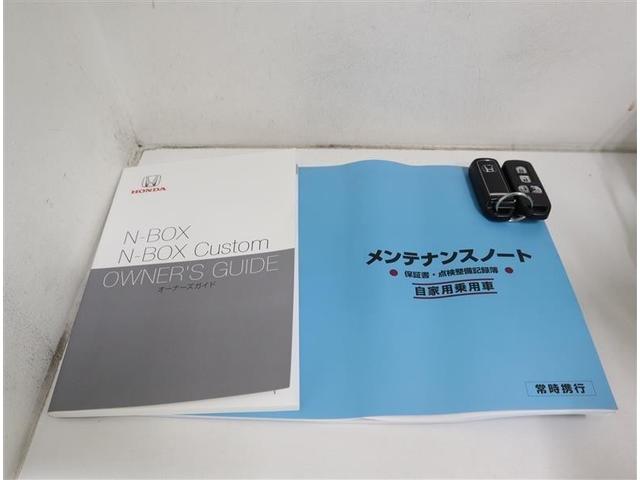 HONDA
N-BOX
N-BOX Custom
OWNER'S GUIDE
オーナーズガイド
メンテナンスノート
保証書・点検整備記録簿
自家用乗用車
常時携行